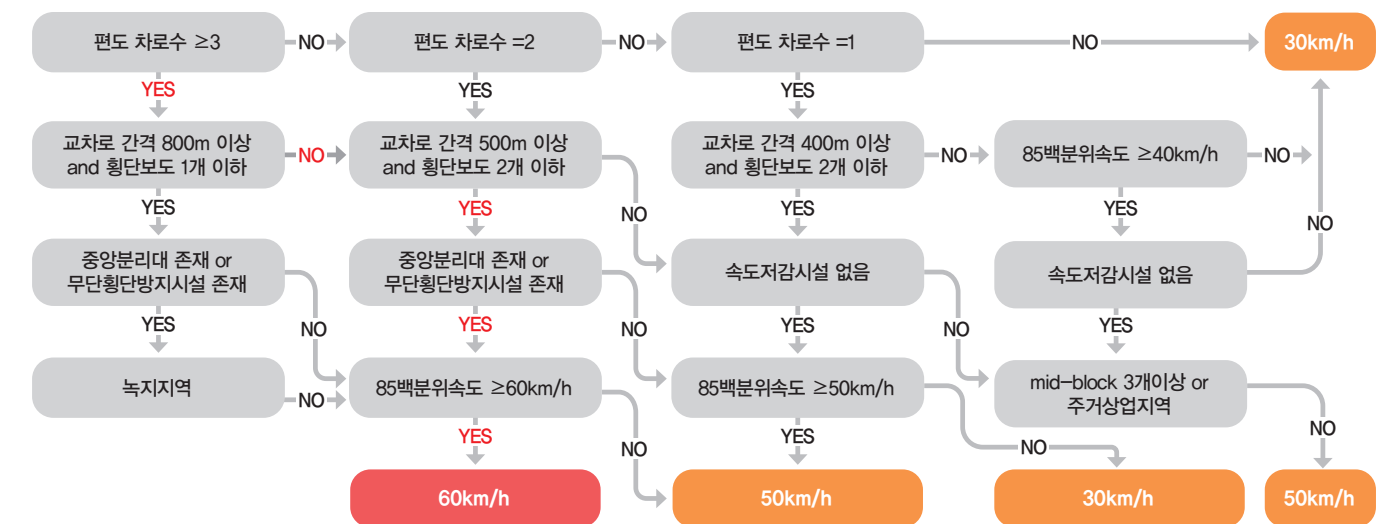 편도 차로수 ≥3
NO
편도 차로수 =2
NO
편도 차로수 =1
NO
30km/h
YES
YES
YES
교차로 간격 800m 이상
and 횡단보도 1개 이하
NO
교차로 간격 500m 이상
and 횡단보도 2개 이하
교차로 간격 400m 이상
and 횡단보도 2개 이하
NO
85백분위속도 ≥40km/h
NO
YES
YES
NO
YES
YES
NO
중앙분리대 존재 or
무단횡단방지시설 존재
중앙분리대 존재 or
무단횡단방지시설 존재
속도저감시설 없음
속도저감시설 없음
YES
NO
YES
NO
YES
NO
YES
녹지지역
NO
85백분위속도 ≥60km/h
85백분위속도 ≥50km/h
mid-block 3개이상 or
주거상업지역
YES
NO
YES
NO
NO
60km/h
50km/h
30km/h
50km/h